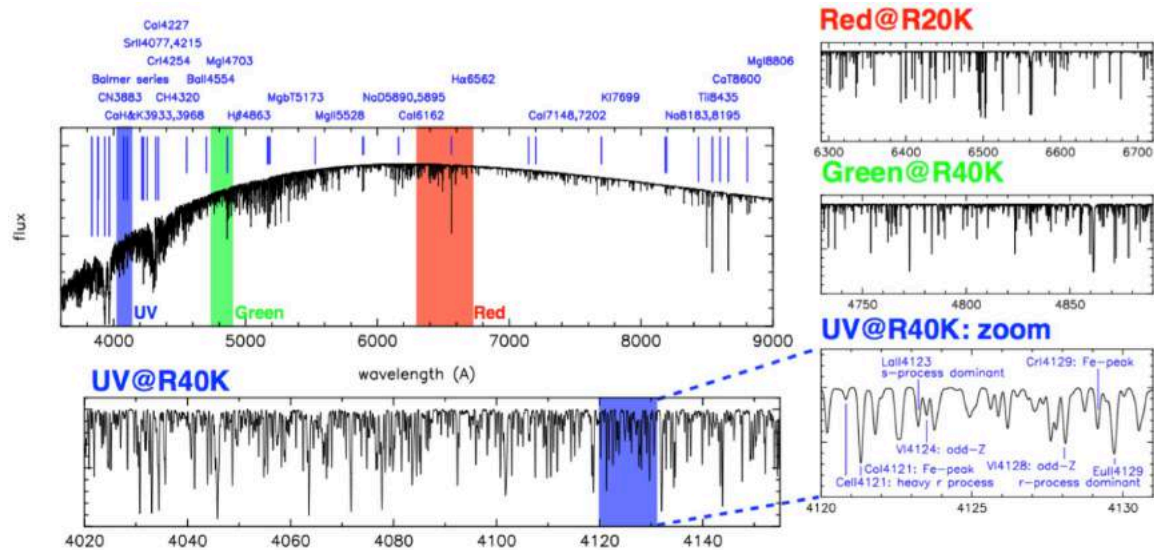 CaI4227
SrII4077,4215
CrI4254 MgI4703
Balmer series BaII4554 Hα6562
CN3883 CH4320 MgbT5173 NaD5890,5895 KI7699
CaH&K3933,3968 Hβ4863 MgII5528 CaI6162 CaI7148,7202 Na8183,8195
TiI8435
CaT8600
MgI8806
flux
UV Green Red
4000 5000 6000 7000 8000 9000
wavelength (A)
Red@R20K
6300 6400 6500 6600 6700
Green@R40K
4750 4800 4850
UV@R40K
4020 4040 4060 4080 4100 4120 4140
UV@R40K: zoom
LaII4123
s-process dominant
CrI4129: Fe-peak
VI4124: odd-Z
CoI4121: Fe-peak
CeII4121: heavy r process
VI4128: odd-Z
EuII4129
r-process dominant
4120 4125 4130